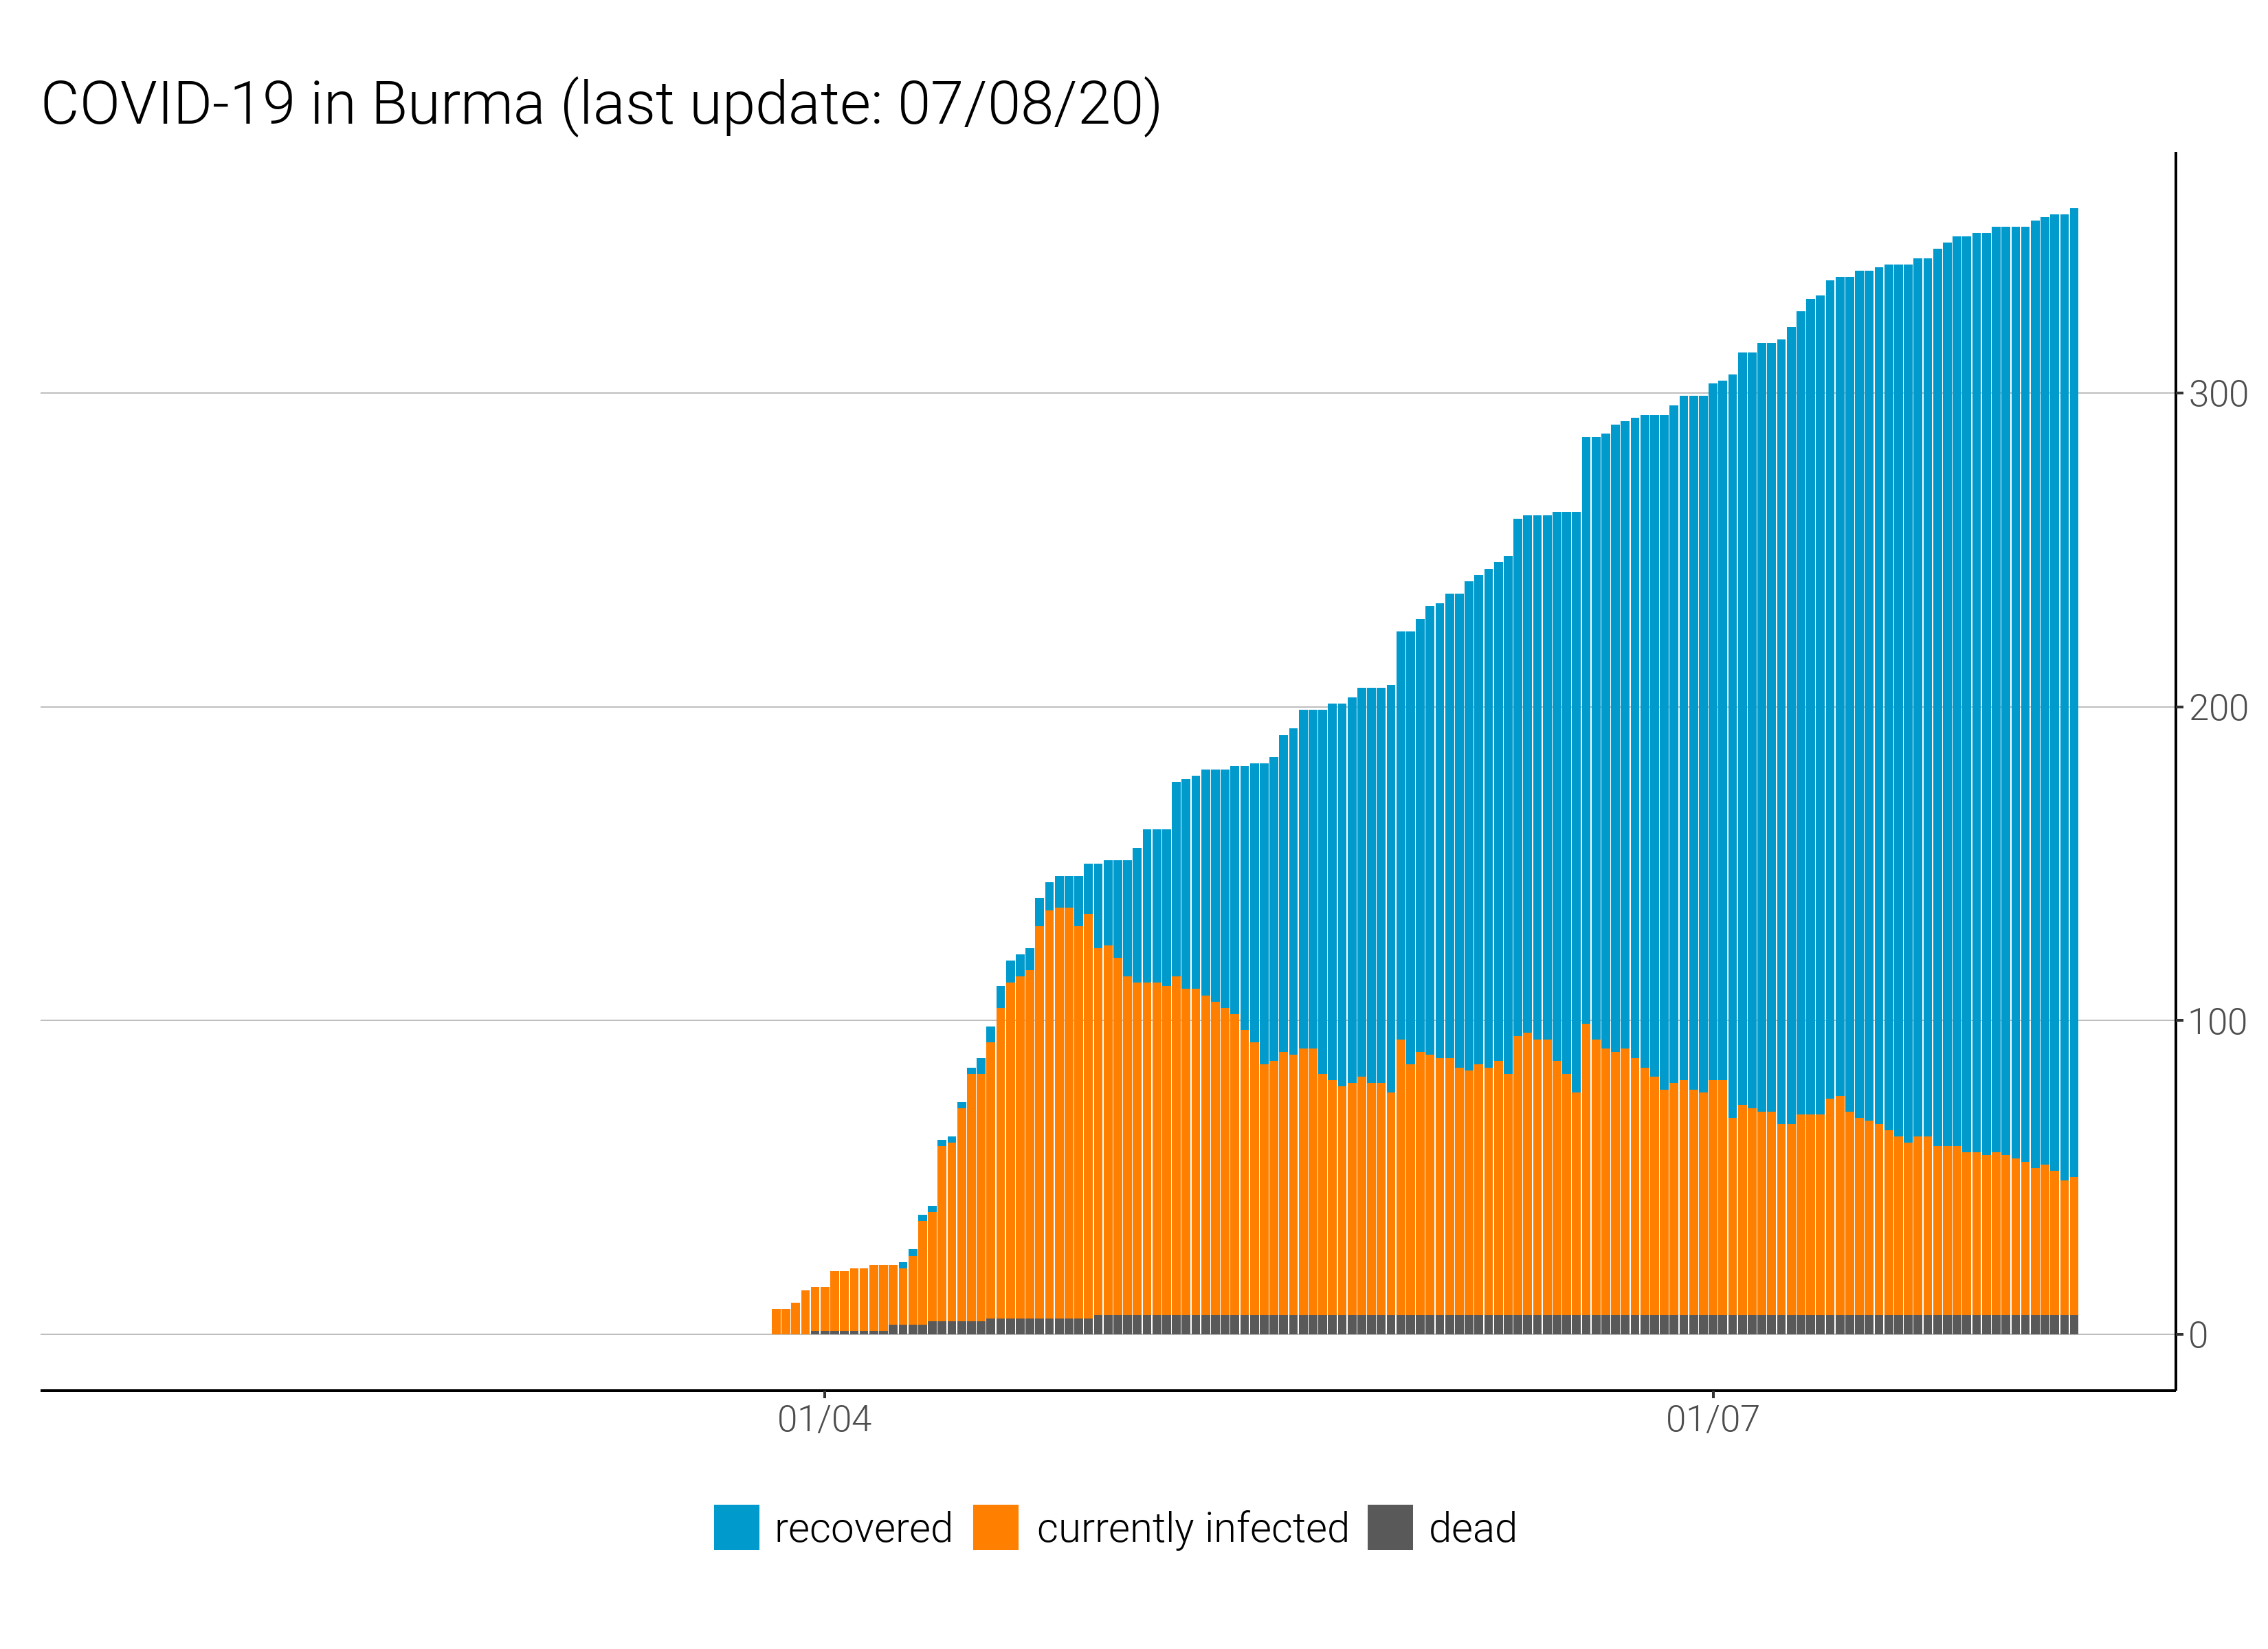 COVID-19 in Burma (last update: 07/08/20)
300
200
100
0
01/04 01/07
recovered currently infected dead